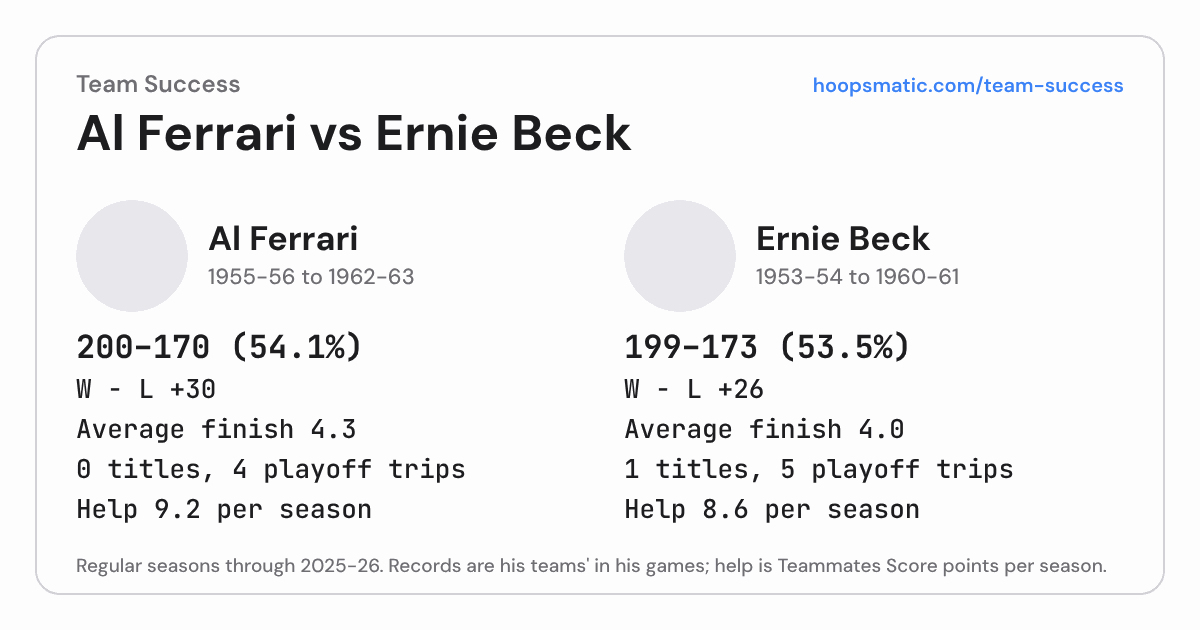 Team Success
hoopsmatic.com/team-success
Al Ferrari vs Ernie Beck
Al Ferrari
1955-56 to 1962-63
200-170 (54.1%)
W - L +30
Average finish 4.3
0 titles, 4 playoff trips
Help 9.2 per season
Ernie Beck
1953-54 to 1960-61
199-173 (53.5%)
W - L +26
Average finish 4.0
1 titles, 5 playoff trips
Help 8.6 per season
Regular seasons through 2025-26. Records are his teams' in his games; help is Teammates Score points per season.